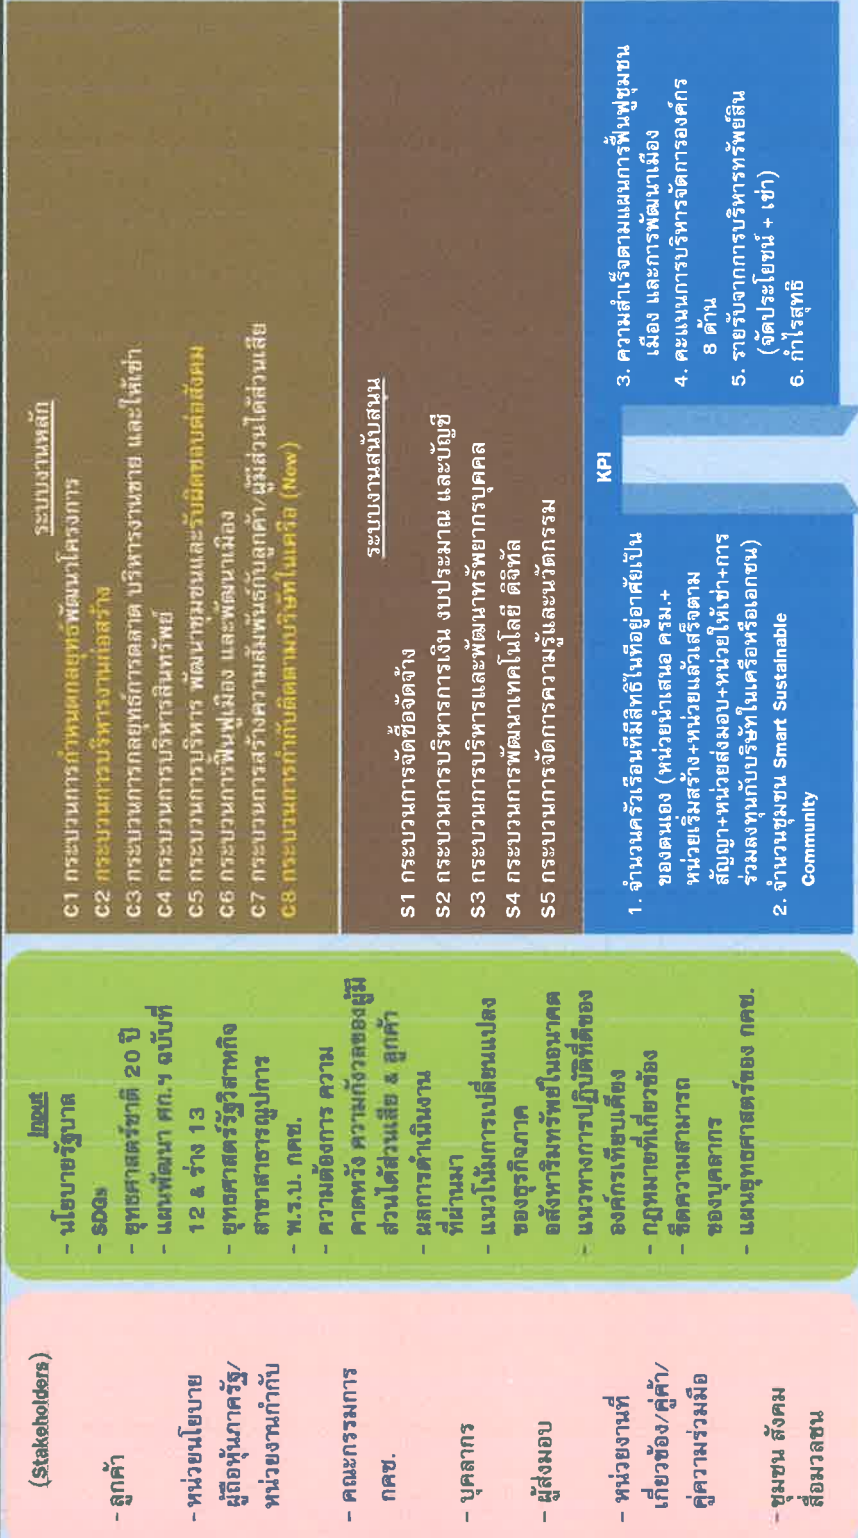 (Stakeholders)
- ลูกค้า
- หน่วยนโยบาย
ผู้ถือหุ้นภาครัฐ/
หน่วยงานกำกับ
- คณะกรรมการ
กคช.
- บุคลากร
- ผู้ส่งมอบ
- หน่วยงานที่
เกี่ยวข้อง/คู่ค้า/
คู่ความร่วมมือ
- ชุมชน สังคม
สื่อมวลชน
Input
- นโยบายรัฐบาล
- SDGs
- ยุทธศาสตร์ชาติ 20 ปี
- แผนพัฒนา ศก.ฯ ฉบับที่
12 & ร่าง 13
- ยุทธศาสตร์รัฐวิสาหกิจ
สาขาสาธารณูปการ
- พ.ร.บ. กคช.
- ความต้องการ ความ
คาดหวัง ความกังวลของผู้มี
ส่วนได้ส่วนเสีย & ลูกค้า
- ผลการดำเนินงาน
ที่ผ่านมา
- แนวโน้มการเปลี่ยนแปลง
ของธุรกิจภาค
อสังหาริมทรัพย์ในอนาคต
- แนวทางการปฏิบัติที่ดีของ
องค์กรเทียบเคียง
- กฎหมายที่เกี่ยวข้อง
- ขีดความสามารถ
ของบุคลากร
- แผนยุทธศาสตร์ของ กคช.
ระบบงานหลัก
C1 กระบวนการกำหนดกลยุทธ์พัฒนาโครงการ
C2 กระบวนการบริหารงานก่อสร้าง
C3 กระบวนการกลยุทธ์การตลาด บริหารงานขาย และให้เช่า
C4 กระบวนการบริหารสินทรัพย์
C5 กระบวนการบริหาร พัฒนาชุมชนและรับผิดชอบต่อสังคม
C6 กระบวนการฟื้นฟูเมือง และพัฒนาเมือง
C7 กระบวนการสร้างความสัมพันธ์กับลูกค้า/ผู้มีส่วนได้ส่วนเสีย
C8 กระบวนการกำกับติดตามบริษัทในเครือ (New)
ระบบงานสนับสนุน
S1 กระบวนการจัดซื้อจัดจ้าง
S2 กระบวนการบริหารการเงิน งบประมาณ และบัญชี
S3 กระบวนการบริหารและพัฒนาทรัพยากรบุคคล
S4 กระบวนการพัฒนาเทคโนโลยี ดิจิทัล
S5 กระบวนการจัดการความรู้และนวัตกรรม
KPI
1. จำนวนครัวเรือนที่มีสิทธิ์ในที่อยู่อาศัยเป็น
ของตนเอง (หน่วยนำเสนอ ครม.+
หน่วยเริ่มสร้าง+หน่วยแล้วเสร็จตาม
สัญญา+หน่วยส่งมอบ+หน่วยให้เช่า+การ
ร่วมลงทุนกับบริษัทในเครือหรือเอกชน)
2. จำนวนชุมชน Smart Sustainable
Community
3. ความสำเร็จตามแผนการฟื้นฟูชุมชน
เมือง และการพัฒนาเมือง
4. คะแนนการบริหารจัดการองค์กร
8 ด้าน
5. รายรับจากการบริหารทรัพย์สิน
(จัดประโยชน์ + เช่า)
6. กำไรสุทธิ